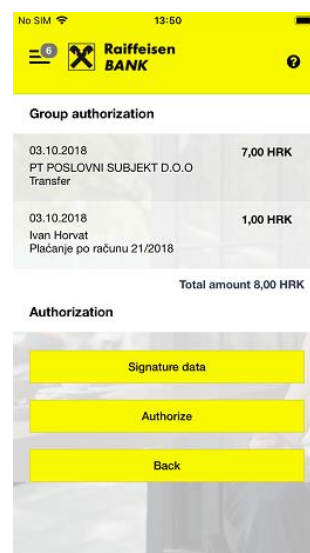 No SIM 13:50
6 Raiffeisen
BANK ?
Group authorization
03.10.2018 7,00 HRK
PT POSLOVNI SUBJEKT D.O.O
Transfer
03.10.2018 1,00 HRK
Ivan Horvat
Plaćanje po računu 21/2018
Total amount 8,00 HRK
Authorization
Signature data
Authorize
Back